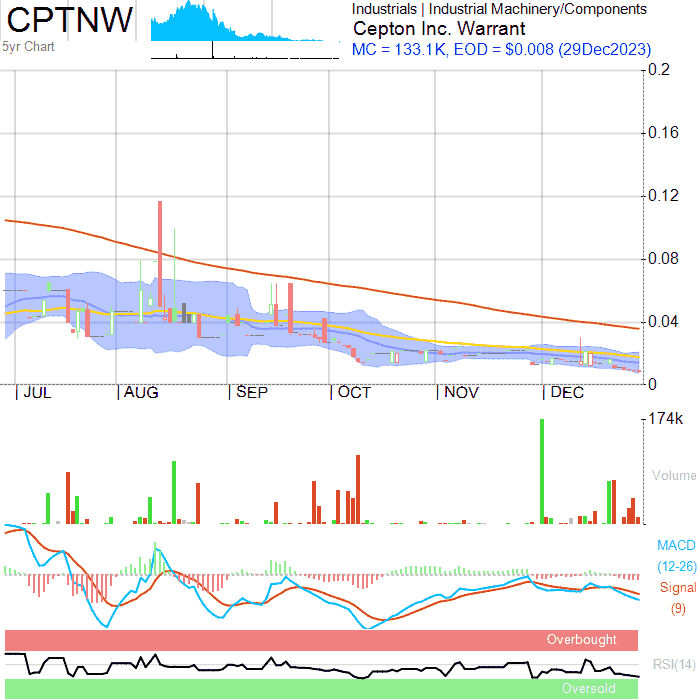 CPTNW
5yr Chart
Industrials | Industrial Machinery/Components
Cepton Inc. Warrant
MC = 133.1K, EOD = $0.008 (29Dec2023)
0.2
0.16
0.12
0.08
0.04
0
JUL AUG SEP OCT NOV DEC
174k
Volume
MACD
(12-26)
Signal
(9)
Overbought
RSI(14)
Oversold